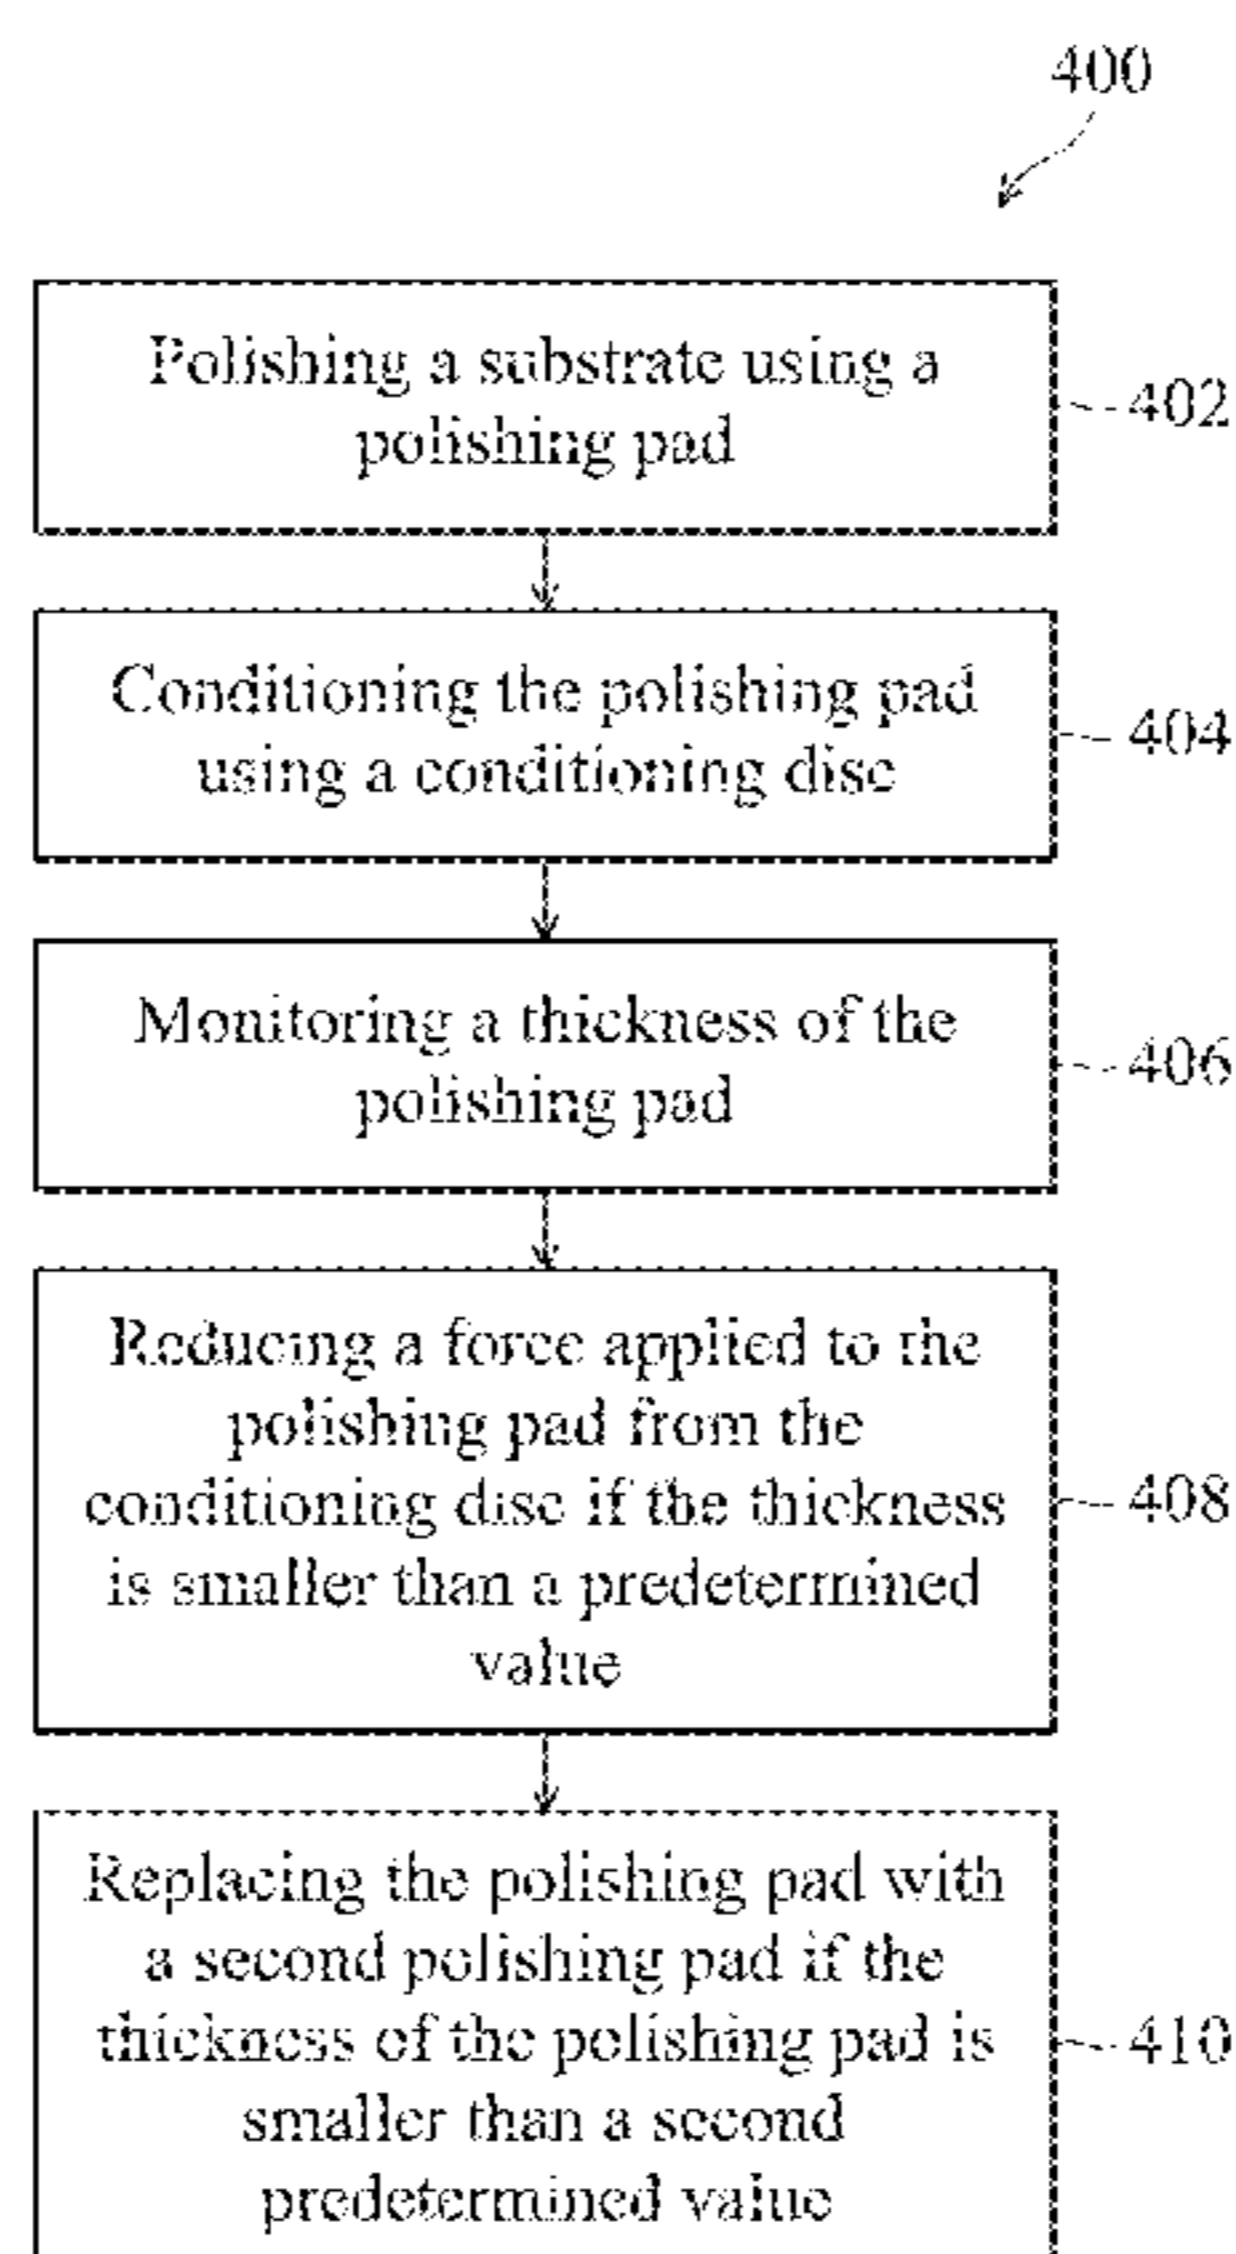 400
Polishing a substrate using a
polishing pad
402
Conditioning the polishing pad
using a conditioning disc
404
Monitoring a thickness of the
polishing pad
406
Reducing a force applied to the
polishing pad from the
conditioning disc if the thickness
is smaller than a predetermined
value
408
Replacing the polishing pad with
a second polishing pad if the
thickness of the polishing pad is
smaller than a second
predetermined value
410